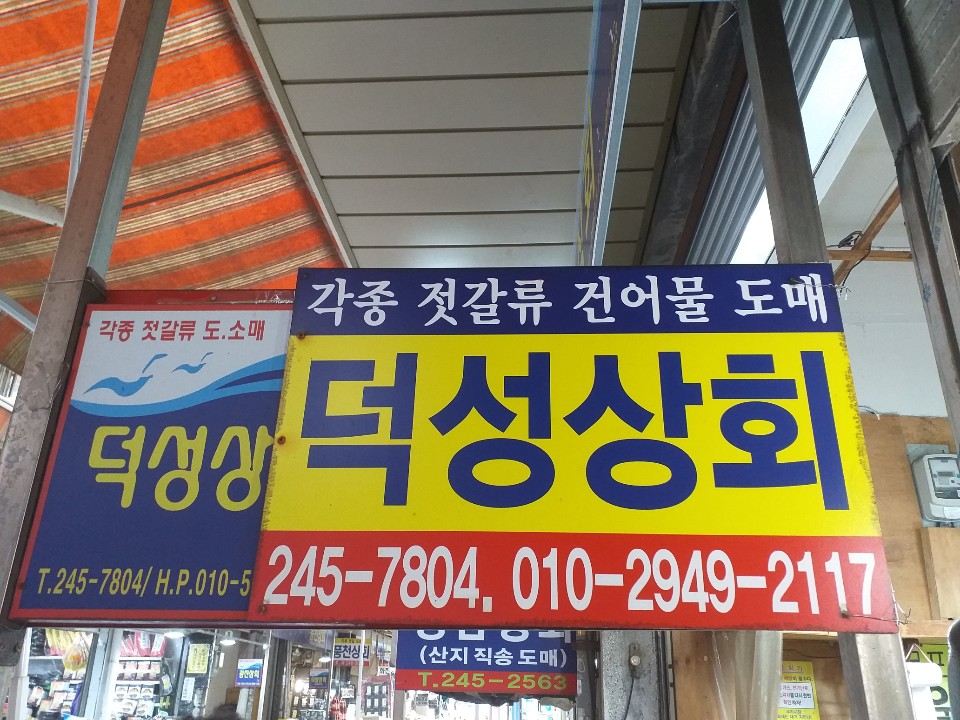 각종 젓갈류 건어물 도매
덕성상회
245-7804. 010-2949-2117
각종 젓갈류 도.소매
덕성상
T.245-7804/ H.P.010-5
(산지 직송 도매)
T.245-2563